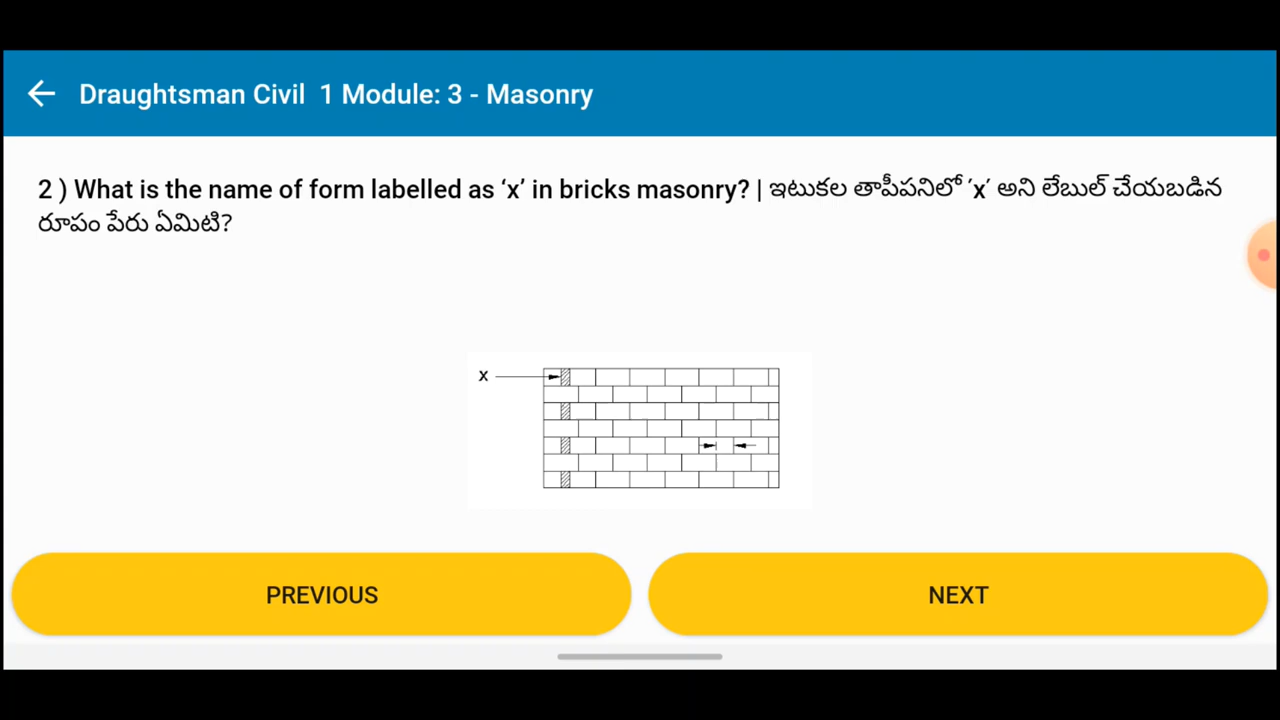 Draughtsman Civil 1 Module: 3 - Masonry
2 ) What is the name of form labelled as ‘x’ in bricks masonry? | ఇటుకల తాపీపనిలో ′x′ అని లేబుల్ చేయబడిన
రూపం పేరు ఏమిటి?
x
PREVIOUS
NEXT